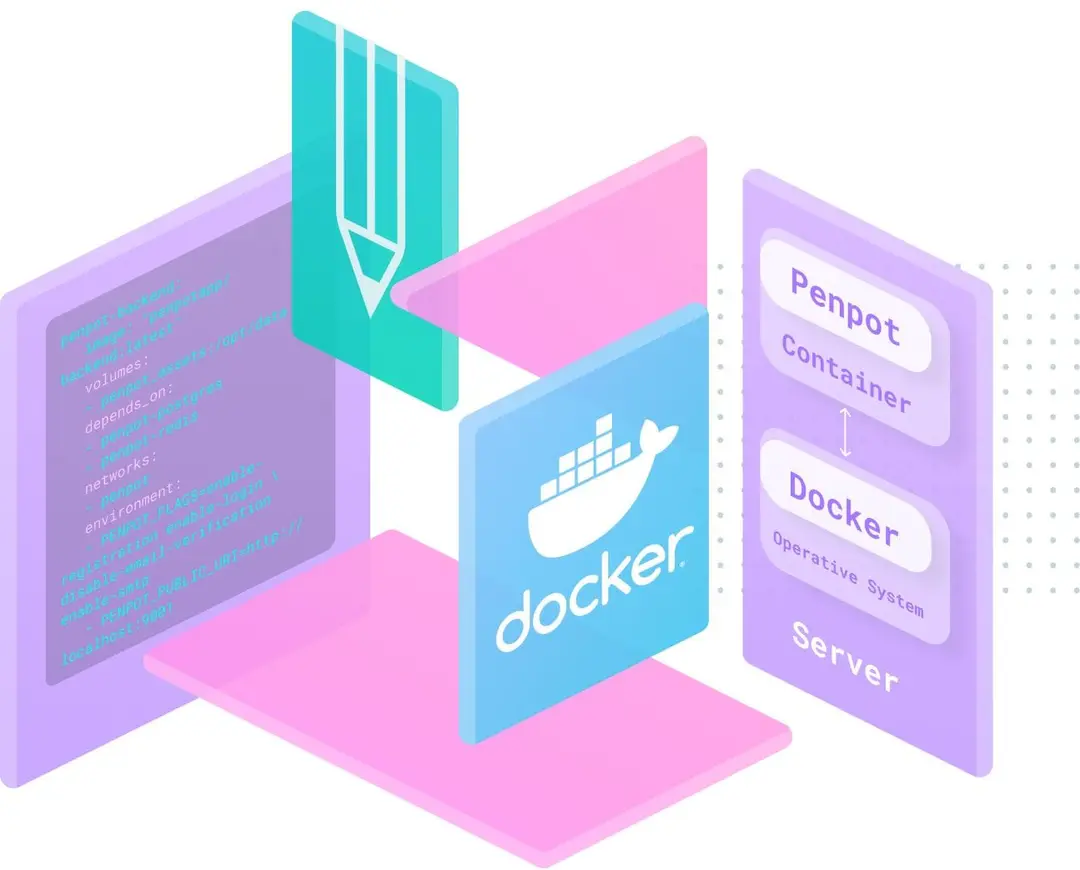 penpot-backend:
image: "penpotapp/
backend:latest"
volumes:
- penpot_assets:/opt/data
depends_on:
- penpot-postgres
- penpot-redis
networks:
- penpot
environment:
- PENPOT_FLAGS=enable-
registration enable-login \
disable-email-verification
enable-smtp
- PENPOT_PUBLIC_URI=http://
localhost:9001
docker
Penpot
Container
Docker
Operative System
Server